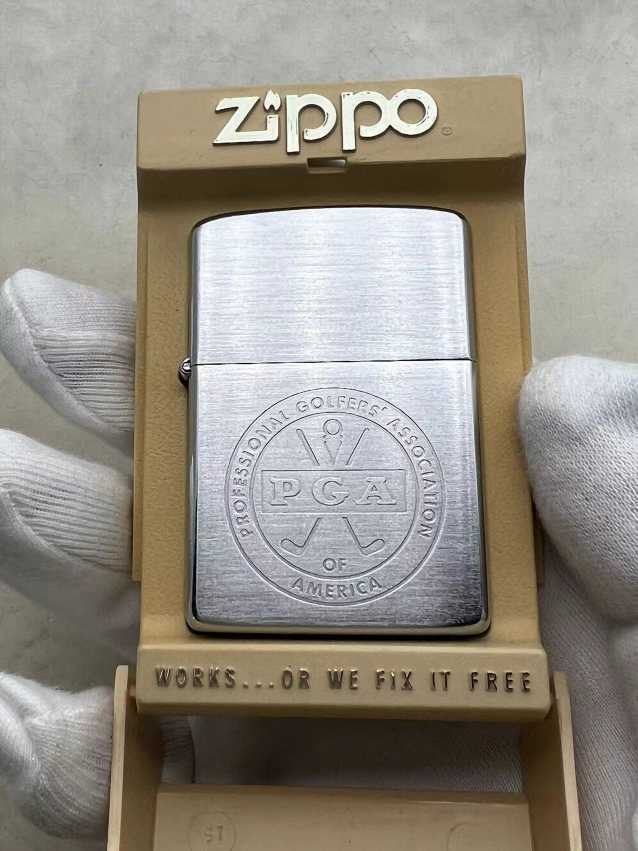 zippo
PROFESSIONAL GOLFERS' ASSOCIATION
PGA
OF
AMERICA
WORKS...OR WE FIX IT FREE